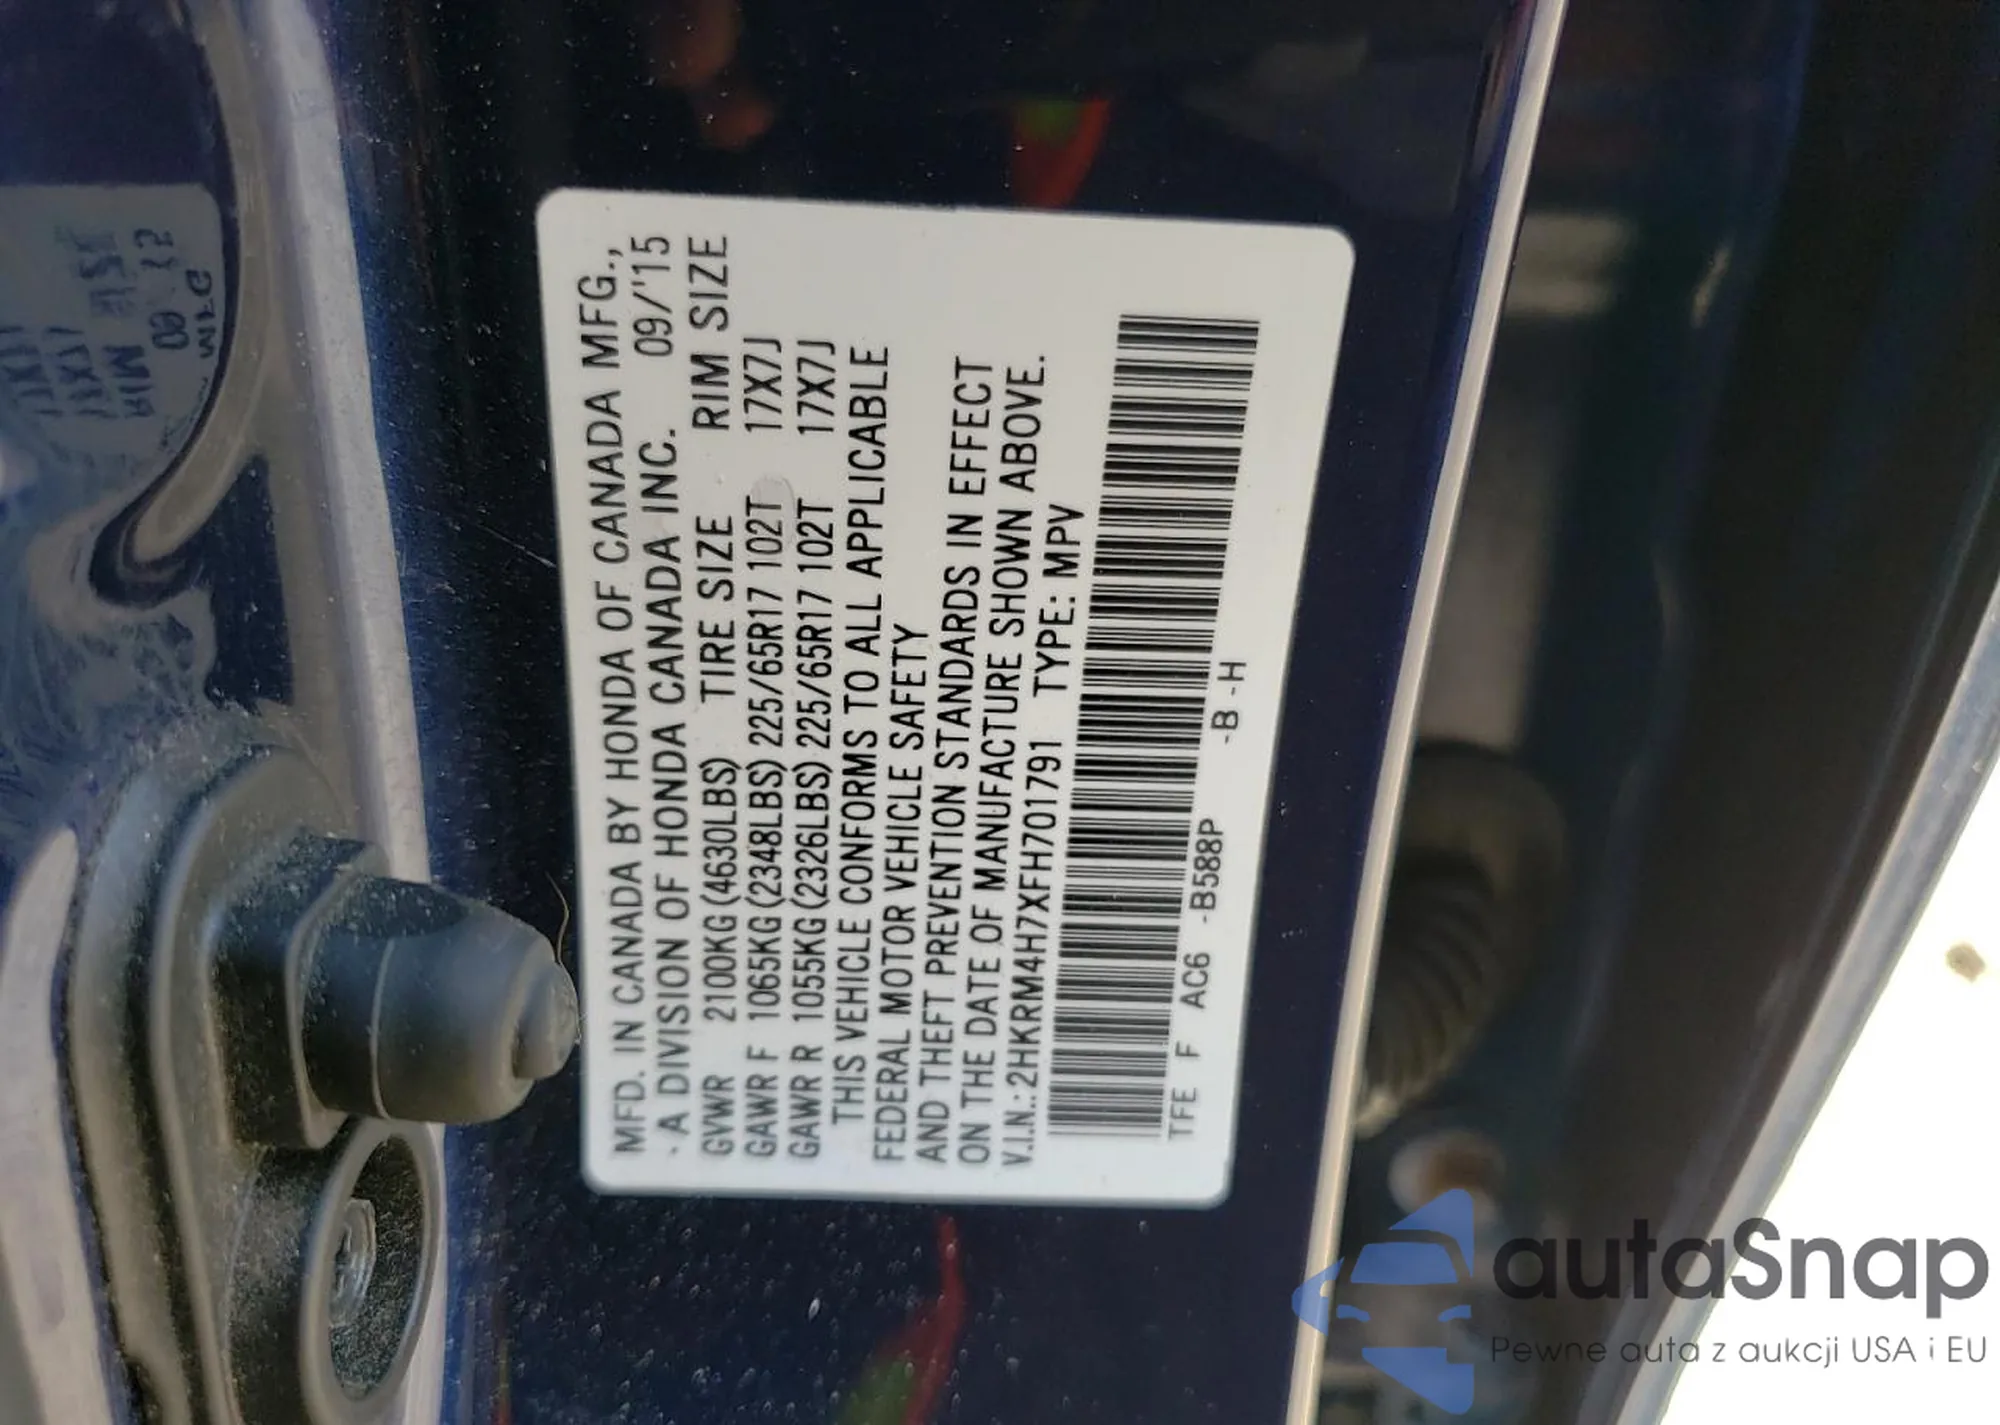 MFD. IN CANADA BY HONDA OF CANADA MFG.,
A DIVISION OF HONDA CANADA INC. 09/'15
GVWR 2100KG (4630LBS) TIRE SIZE RIM SIZE
GAWR F 1065KG (2348LBS) 225/65R17 102T 17X7J
GAWR R 1055KG (2326LBS) 225/65R17 102T 17X7J
THIS VEHICLE CONFORMS TO ALL APPLICABLE
FEDERAL MOTOR VEHICLE SAFETY
AND THEFT PREVENTION STANDARDS IN EFFECT
ON THE DATE OF MANUFACTURE SHOWN ABOVE.
V.I.N.: 2HKRM4H7XFH701791 TYPE: MPV
TFE F AC6 -B588P -B -H
autaSnap
Pewne auta z aukcji USA i EU